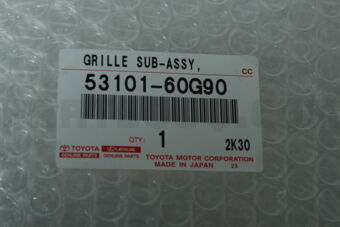 GRILLE SUB-ASSY,
CC
53101-60G90
QTY: 1 2K30
TOYOTA LEXUS TOYOTA MOTOR CORPORATION
GENUINE PARTS GENUINE PARTS MADE IN JAPAN 23